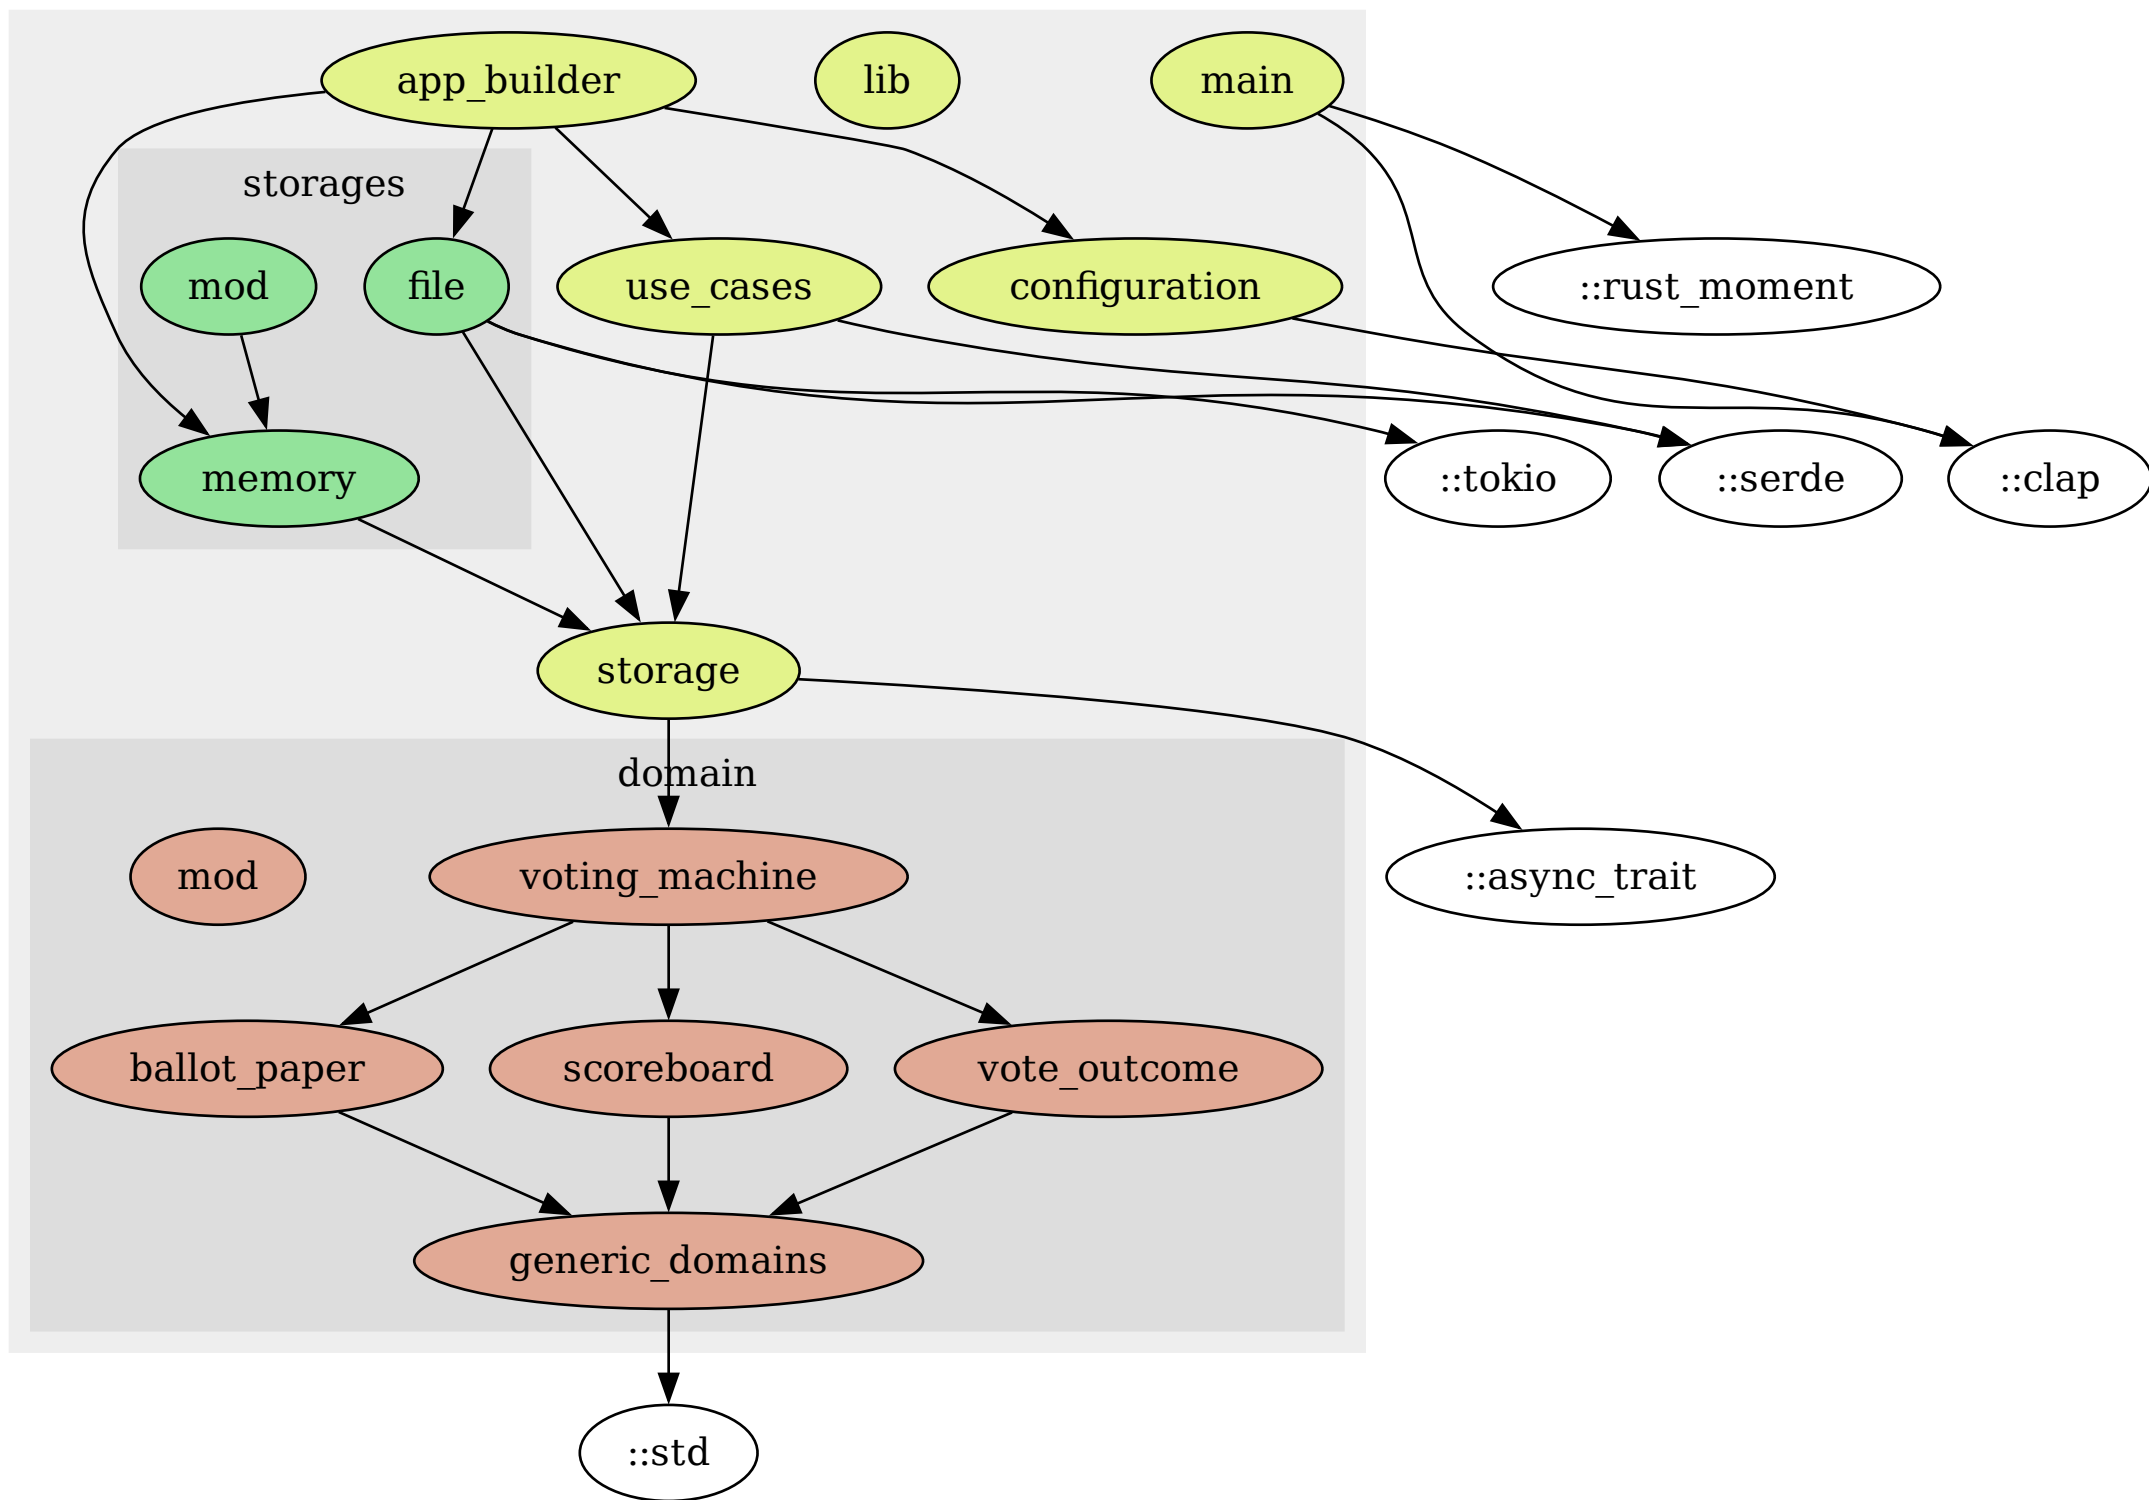 app_builder
lib
main
storages
mod
file
use_cases
configuration
::rust_moment
memory
::tokio
::serde
::clap
storage
domain
mod
voting_machine
::async_trait
ballot_paper
scoreboard
vote_outcome
generic_domains
::std